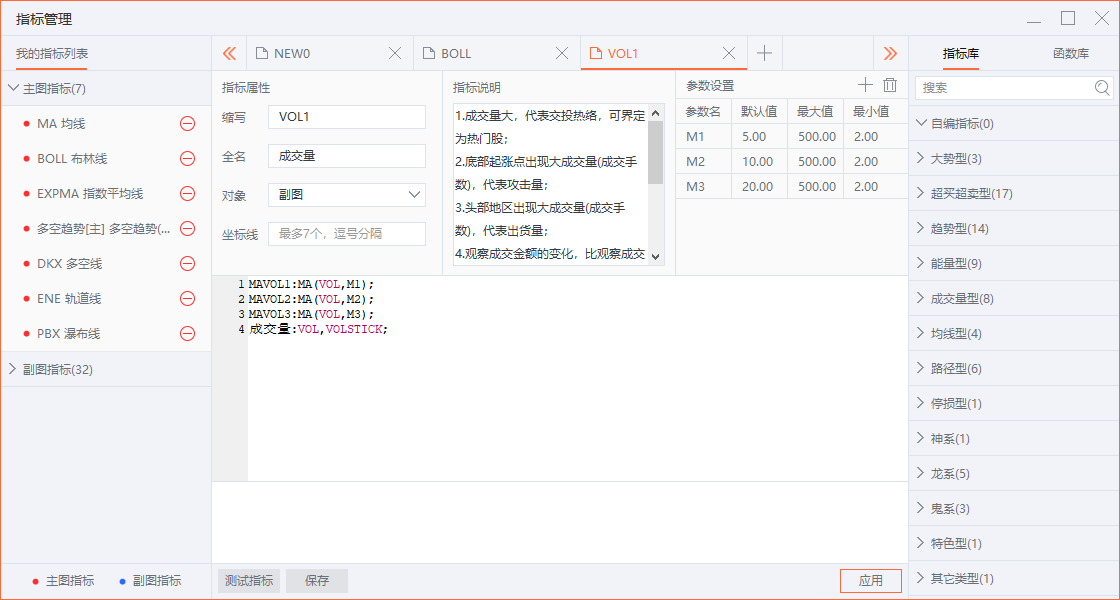 指标管理
我的指标列表
主图指标(7)
MA 均线
BOLL 布林线
EXPMA 指数平均线
多空趋势[主] 多空趋势(...
DKX 多空线
ENE 轨道线
PBX 瀑布线
副图指标(32)
主图指标
副图指标
NEW0
BOLL
VOL1
指标属性
缩写
VOL1
全名
成交量
对象
副图
坐标线
最多7个，逗号分隔
指标说明
1.成交量大，代表交投热络，可界定
为热门股；
2.底部起涨点出现大成交量(成交手
数)，代表攻击量；
3.头部地区出现大成交量(成交手
数)，代表出货量；
4.观察成交金额的变化，比观察成交
参数设置
参数名 默认值 最大值 最小值
M1 5.00 500.00 2.00
M2 10.00 500.00 2.00
M3 20.00 500.00 2.00
1 MAVOL1:MA(VOL,M1);
2 MAVOL2:MA(VOL,M2);
3 MAVOL3:MA(VOL,M3);
4 成交量:VOL,VOLSTICK;
测试指标
保存
应用
指标库
函数库
搜索
自编指标(0)
大势型(3)
超买超卖型(17)
趋势型(14)
能量型(9)
成交量型(8)
均线型(4)
路径型(6)
停损型(1)
神系(1)
龙系(5)
鬼系(3)
特色型(1)
其它类型(1)